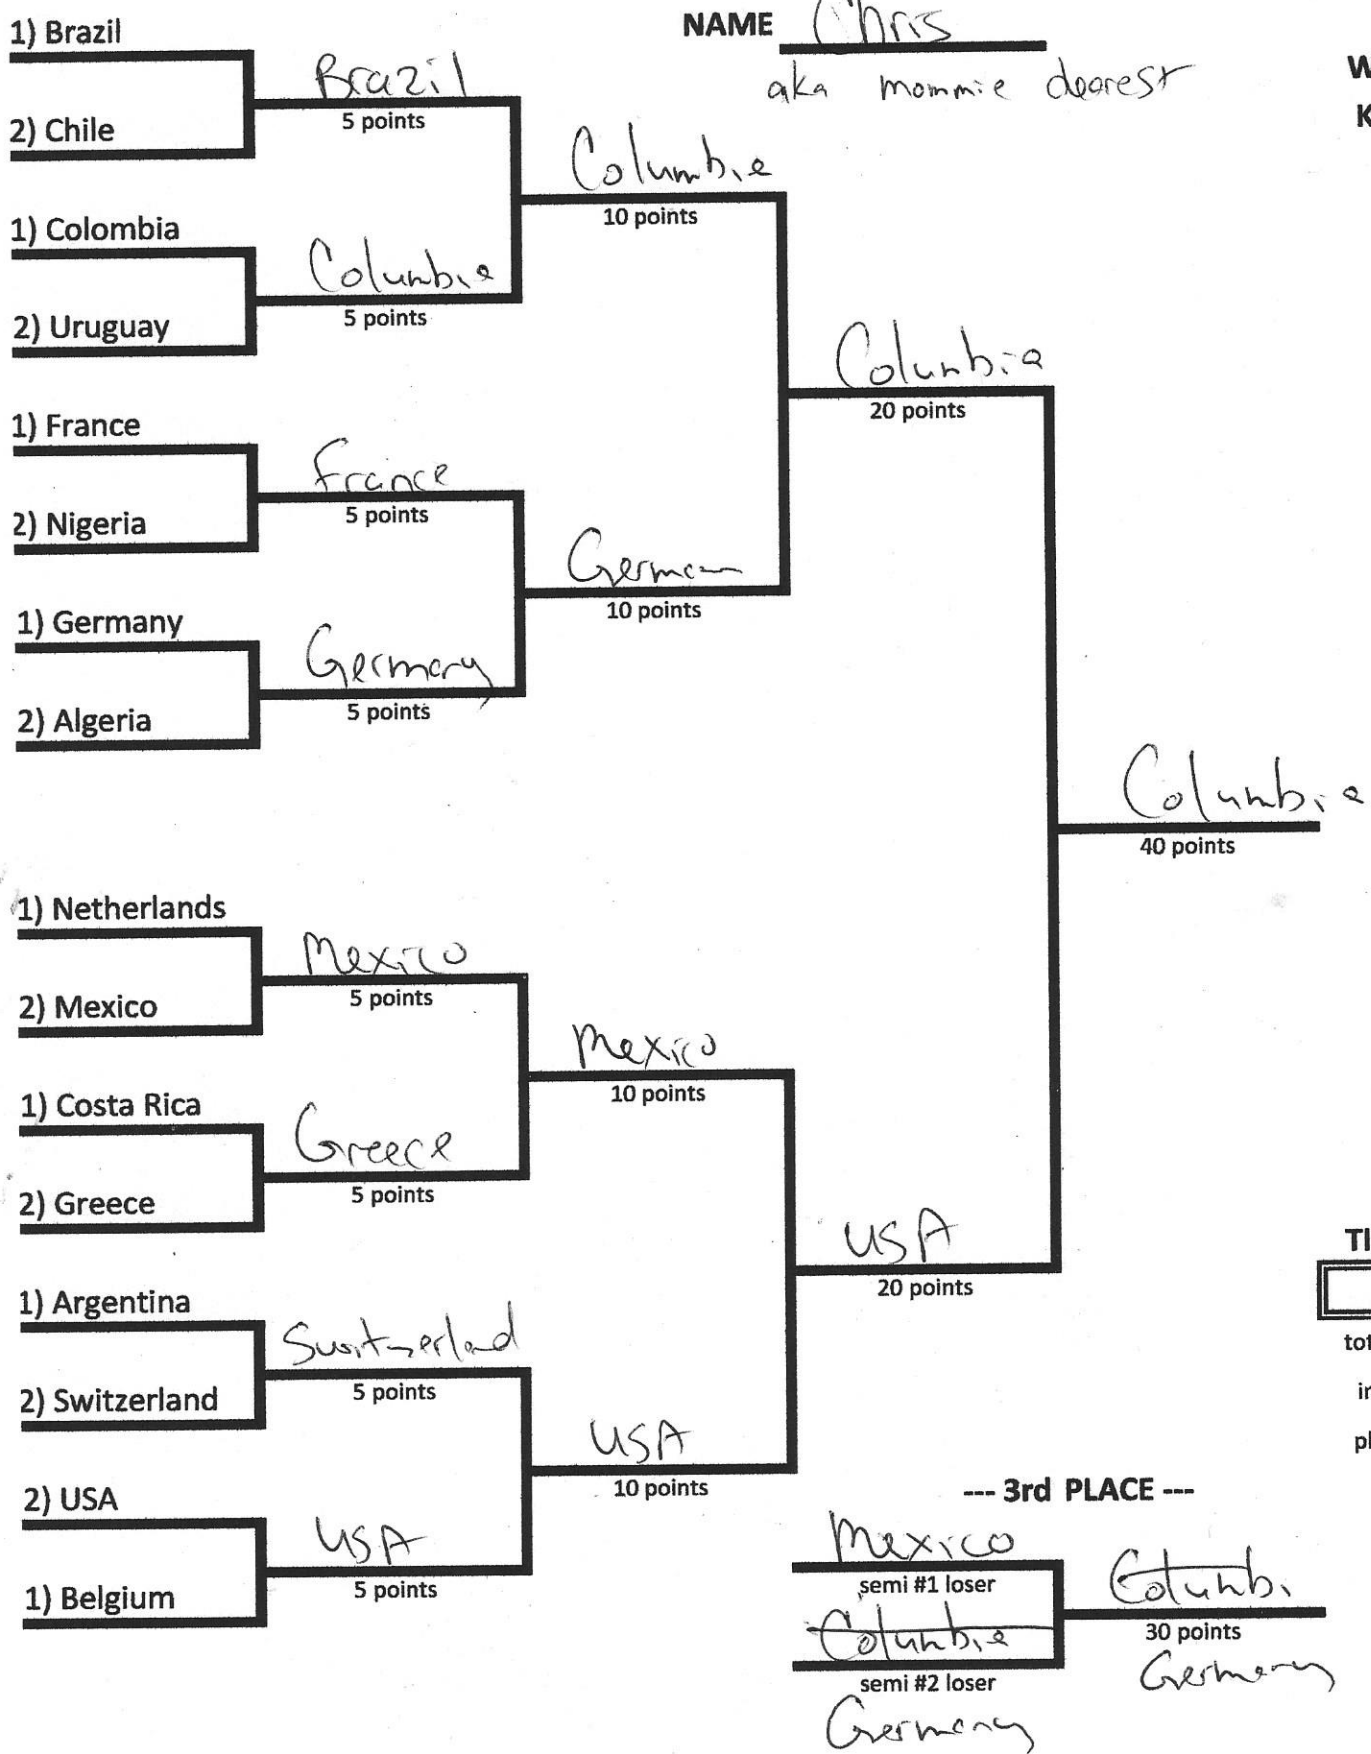 NAME Chris
aka mommie dearest
W
K
1) Brazil
2) Chile
Brazil
5 points
1) Colombia
2) Uruguay
Columbia
5 points
Columbia
10 points
1) France
2) Nigeria
France
5 points
1) Germany
2) Algeria
Germany
5 points
German
10 points
Columbia
20 points
Columbia
40 points
1) Netherlands
2) Mexico
Mexico
5 points
1) Costa Rica
2) Greece
Greece
5 points
Mexico
10 points
1) Argentina
2) Switzerland
Switzerland
5 points
2) USA
1) Belgium
USA
5 points
USA
10 points
USA
20 points
TI
tot
in
pl
--- 3rd PLACE ---
Mexico
semi #1 loser
Columbia
semi #2 loser
Germany
Columbi
30 points
Germany